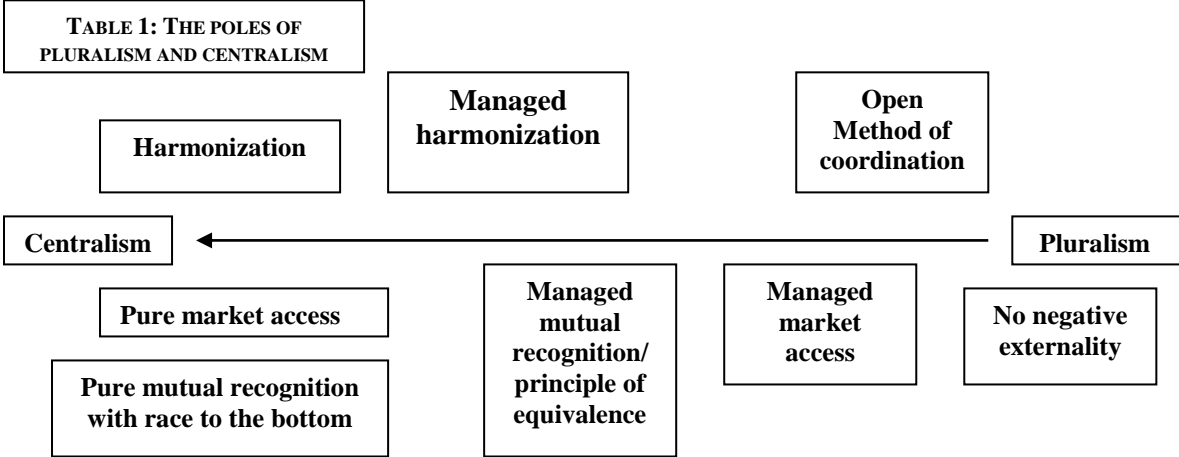 TABLE 1: THE POLES OF
PLURALISM AND CENTRALISM
Managed
harmonization
Open
Method of
coordination
Harmonization
Centralism
Pluralism
Pure market access
Managed
mutual
recognition/
principle of
equivalence
Managed
market
access
No negative
externality
Pure mutual recognition
with race to the bottom